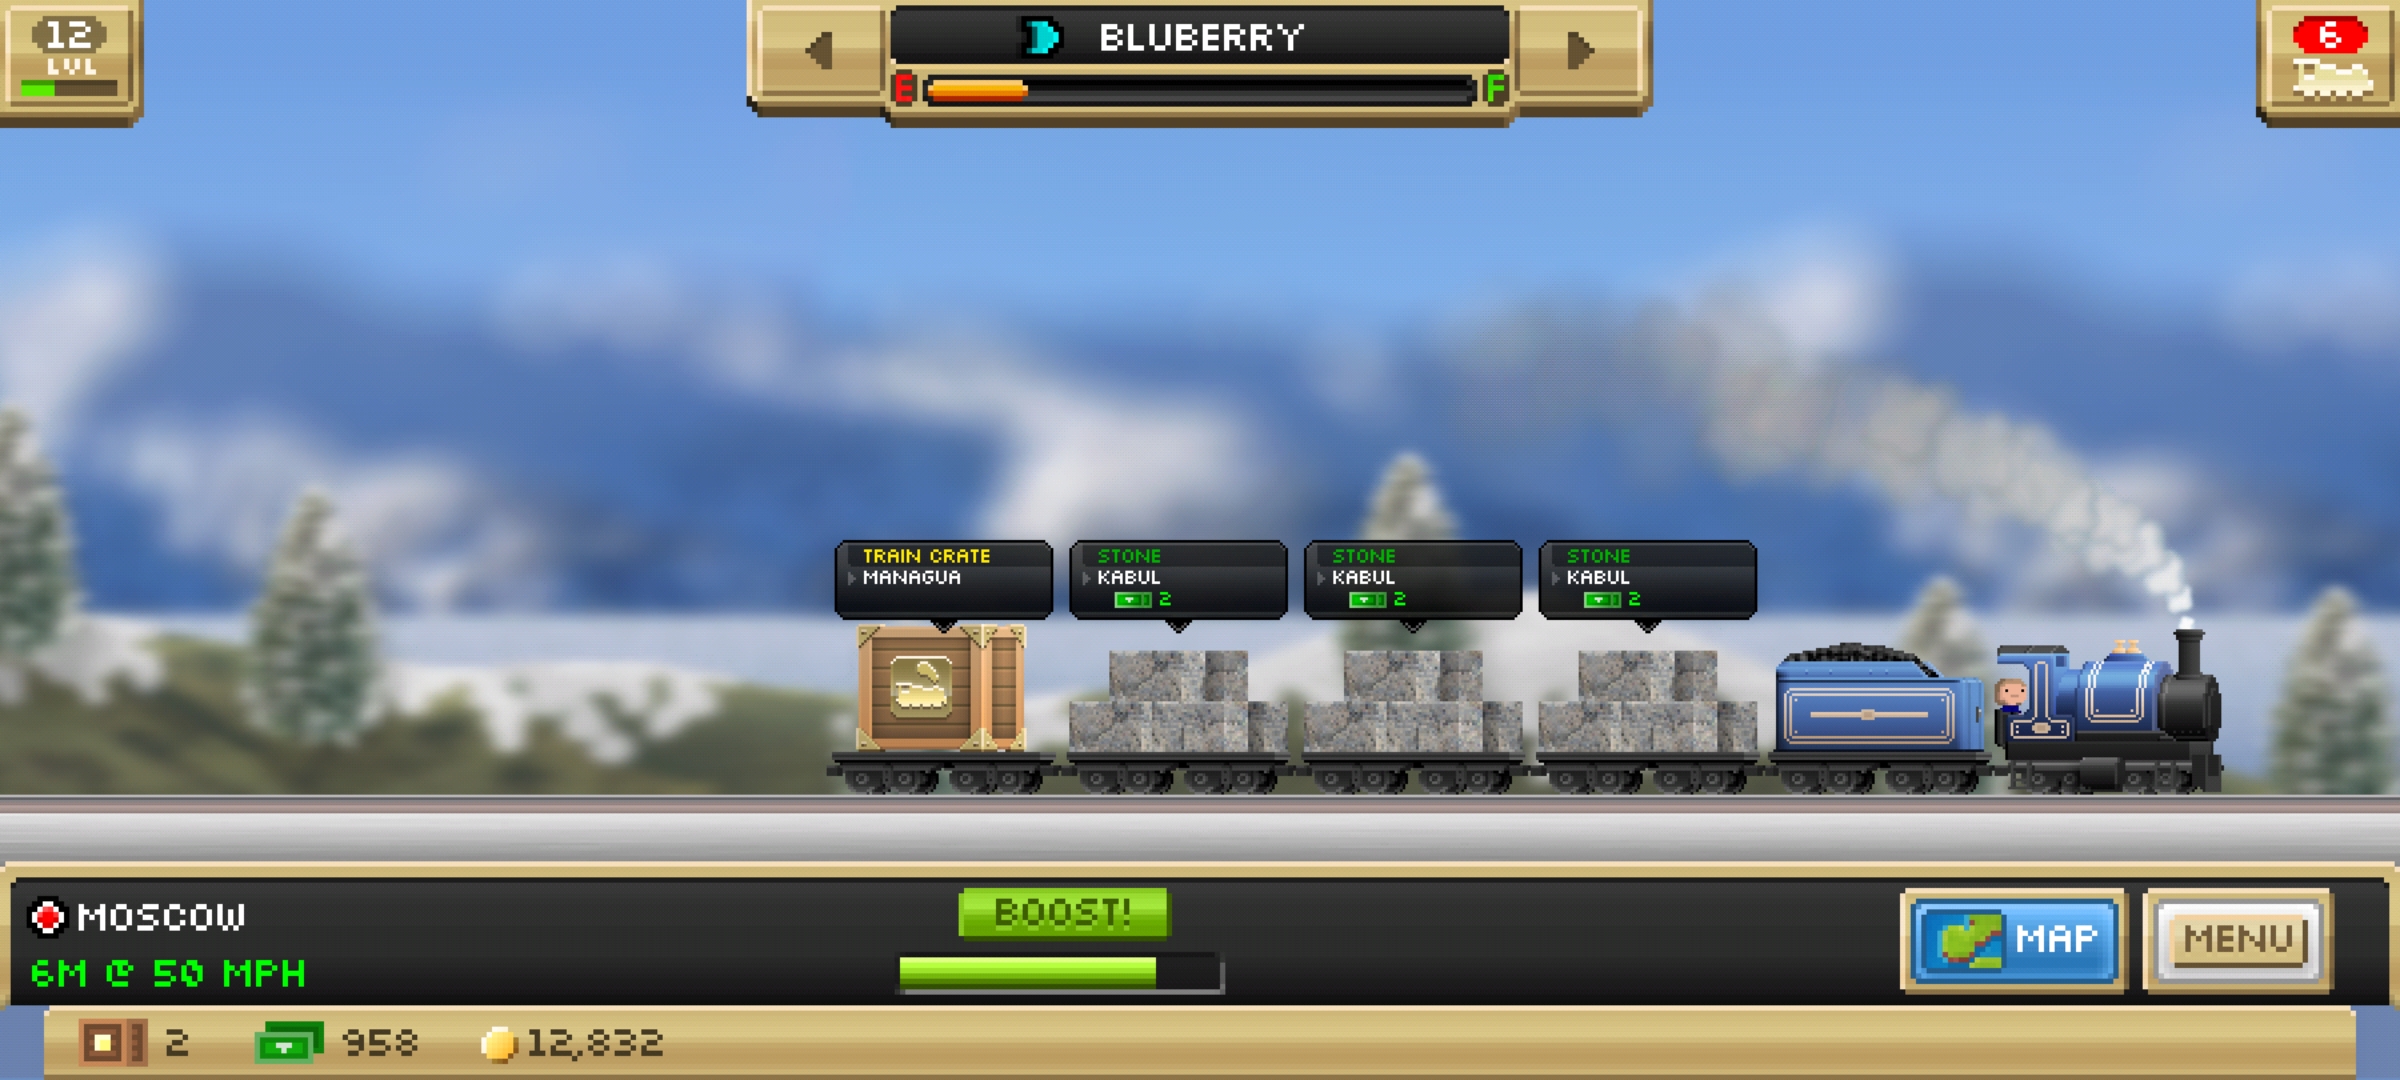 12
LVL
BLUBERRY
E F
6
TRAIN CRATE
MANAGUA
STONE
KABUL
2
STONE
KABUL
2
STONE
KABUL
2
MOSCOW
6M @ 50 MPH
BOOST!
MAP
MENU
2 958 12,832